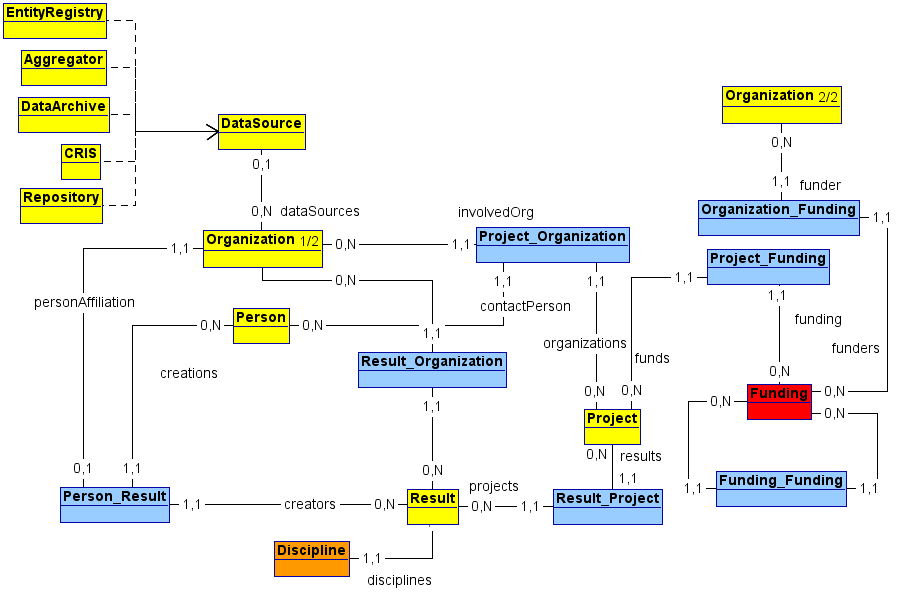 EntityRegistry
Aggregator
DataArchive
CRIS
Repository
DataSource
0,1
0,N dataSources
Organization 1/2
1,1
0,N
0,N
personAffiliation
involvedOrg
1,1
Project_Organization
1,1
1,1
contactPerson
organizations
Person
0,N
0,N
creations
1,1
Result_Organization
1,1
0,N
0,1
1,1
Person_Result
1,1
creators
0,N
Result
projects
0,N
1,1
Result_Project
Discipline
1,1
disciplines
0,N
0,N
Project
0,N
results
1,1
funds
Organization 2/2
0,N
1,1
funder
Organization_Funding
1,1
Project_Funding
1,1
1,1
funding
funders
0,N
Funding
0,N
0,N
0,N
Funding_Funding
1,1
1,1